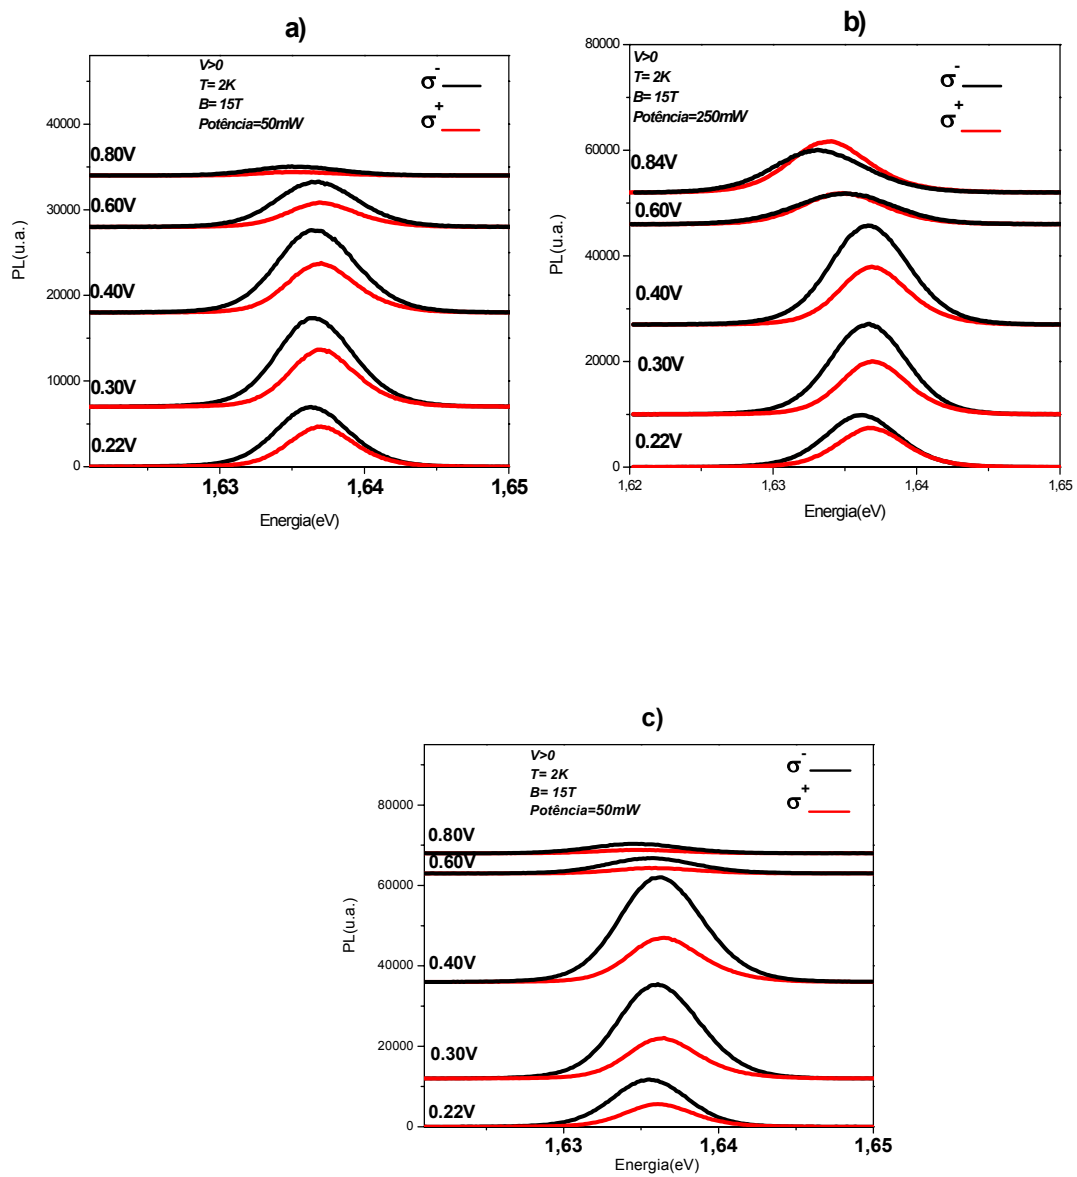 a)
V>0
T= 2K
B= 15T
Potência=50mW
σ-
σ+
0.80V
0.60V
0.40V
0.30V
0.22V
40000
30000
20000
10000
0
PL(u.a.)
1,63
1,64
1,65
Energia(eV)
b)
V>0
T= 2K
B= 15T
Potência=250mW
σ-
σ+
0.84V
0.60V
0.40V
0.30V
0.22V
80000
60000
40000
20000
0
PL(u.a.)
1,62
1,63
1,64
1,65
Energia(eV)
c)
V>0
T= 2K
B= 15T
Potência=50mW
σ-
σ+
0.80V
0.60V
0.40V
0.30V
0.22V
80000
60000
40000
20000
0
PL(u.a.)
1,63
1,64
1,65
Energia(eV)